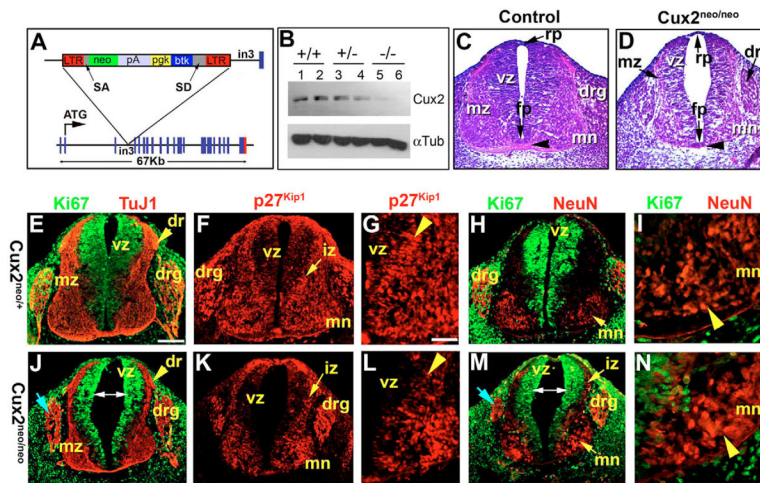 A
LTR neo pA pgk btk LTR in3
SA SD
ATG
in3
67Kb
B
+/+ +/- -/-
1 2 3 4 5 6
Cux2
αTub
Control
C
rp
vz
mz
drg
fp
mn
Cux2neo/neo
D
dr
mz
rp
vz
fp
mn
Ki67 TuJ1
p27Kip1
p27Kip1
Ki67 NeuN
Ki67 NeuN
Cux2neo/+
E
vz
dr
mz
F
vz
iz
drg
mn
G
vz
H
vz
drg
mn
I
mn
Cux2neo/neo
J
vz
dr
drg
mz
K
iz
vz
drg
mn
L
vz
M
vz
iz
drg
mn
N
mn